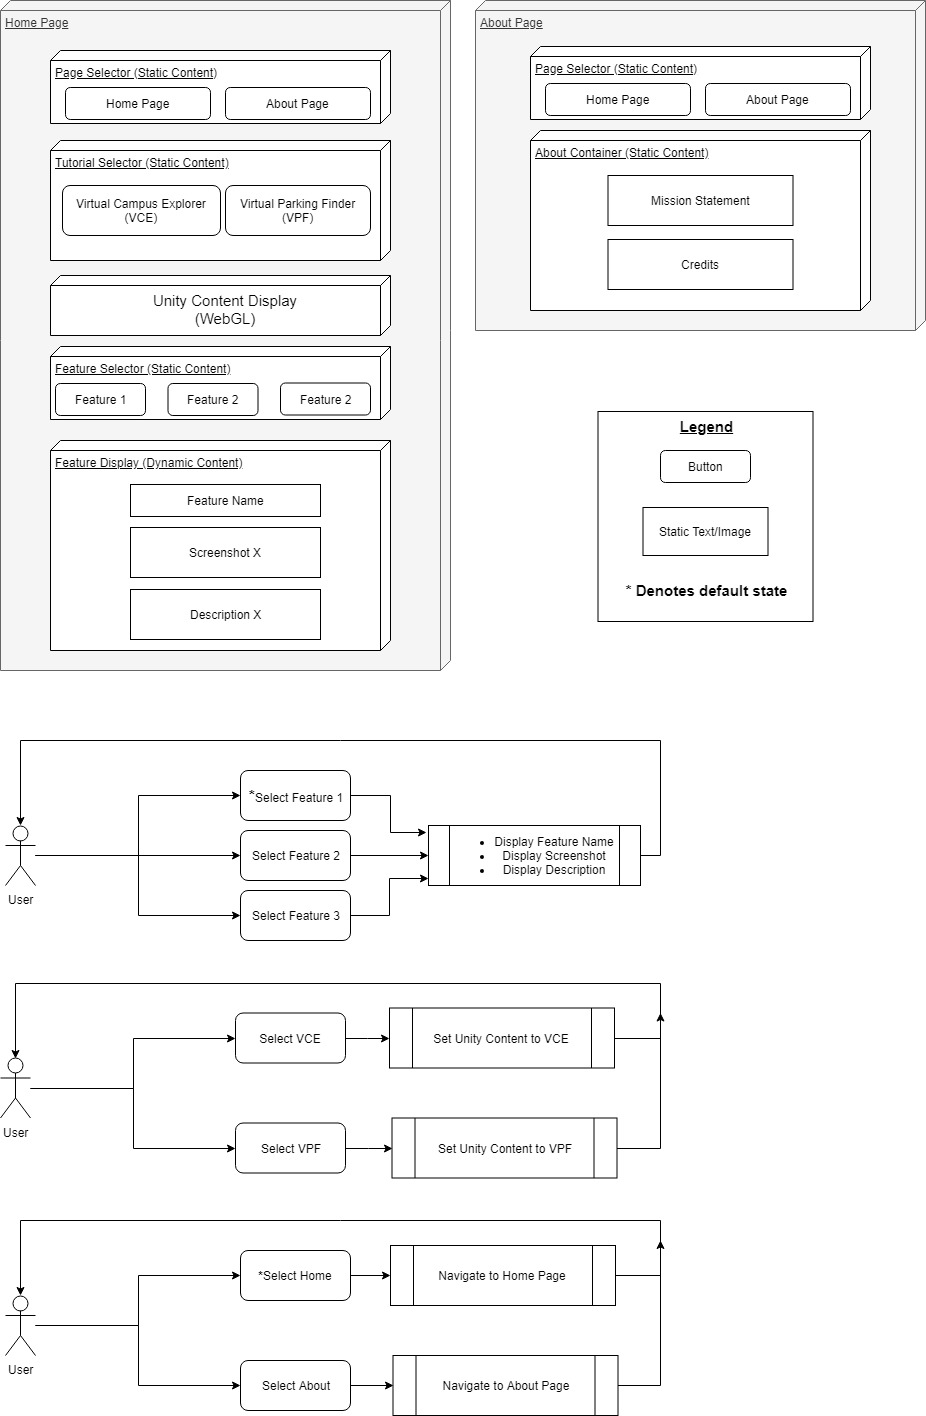 Home Page
Page Selector (Static Content)
Home Page
About Page
Tutorial Selector (Static Content)
Virtual Campus Explorer
(VCE)
Virtual Parking Finder
(VPF)
Unity Content Display
(WebGL)
Feature Selector (Static Content)
Feature 1
Feature 2
Feature 2
Feature Display (Dynamic Content)
Feature Name
Screenshot X
Description X
About Page
Page Selector (Static Content)
Home Page
About Page
About Container (Static Content)
Mission Statement
Credits
Legend
Button
Static Text/Image
* Denotes default state
User
*Select Feature 1
Select Feature 2
Select Feature 3
• Display Feature Name
• Display Screenshot
• Display Description
User
Select VCE
Set Unity Content to VCE
Select VPF
Set Unity Content to VPF
User
*Select Home
Navigate to Home Page
Select About
Navigate to About Page